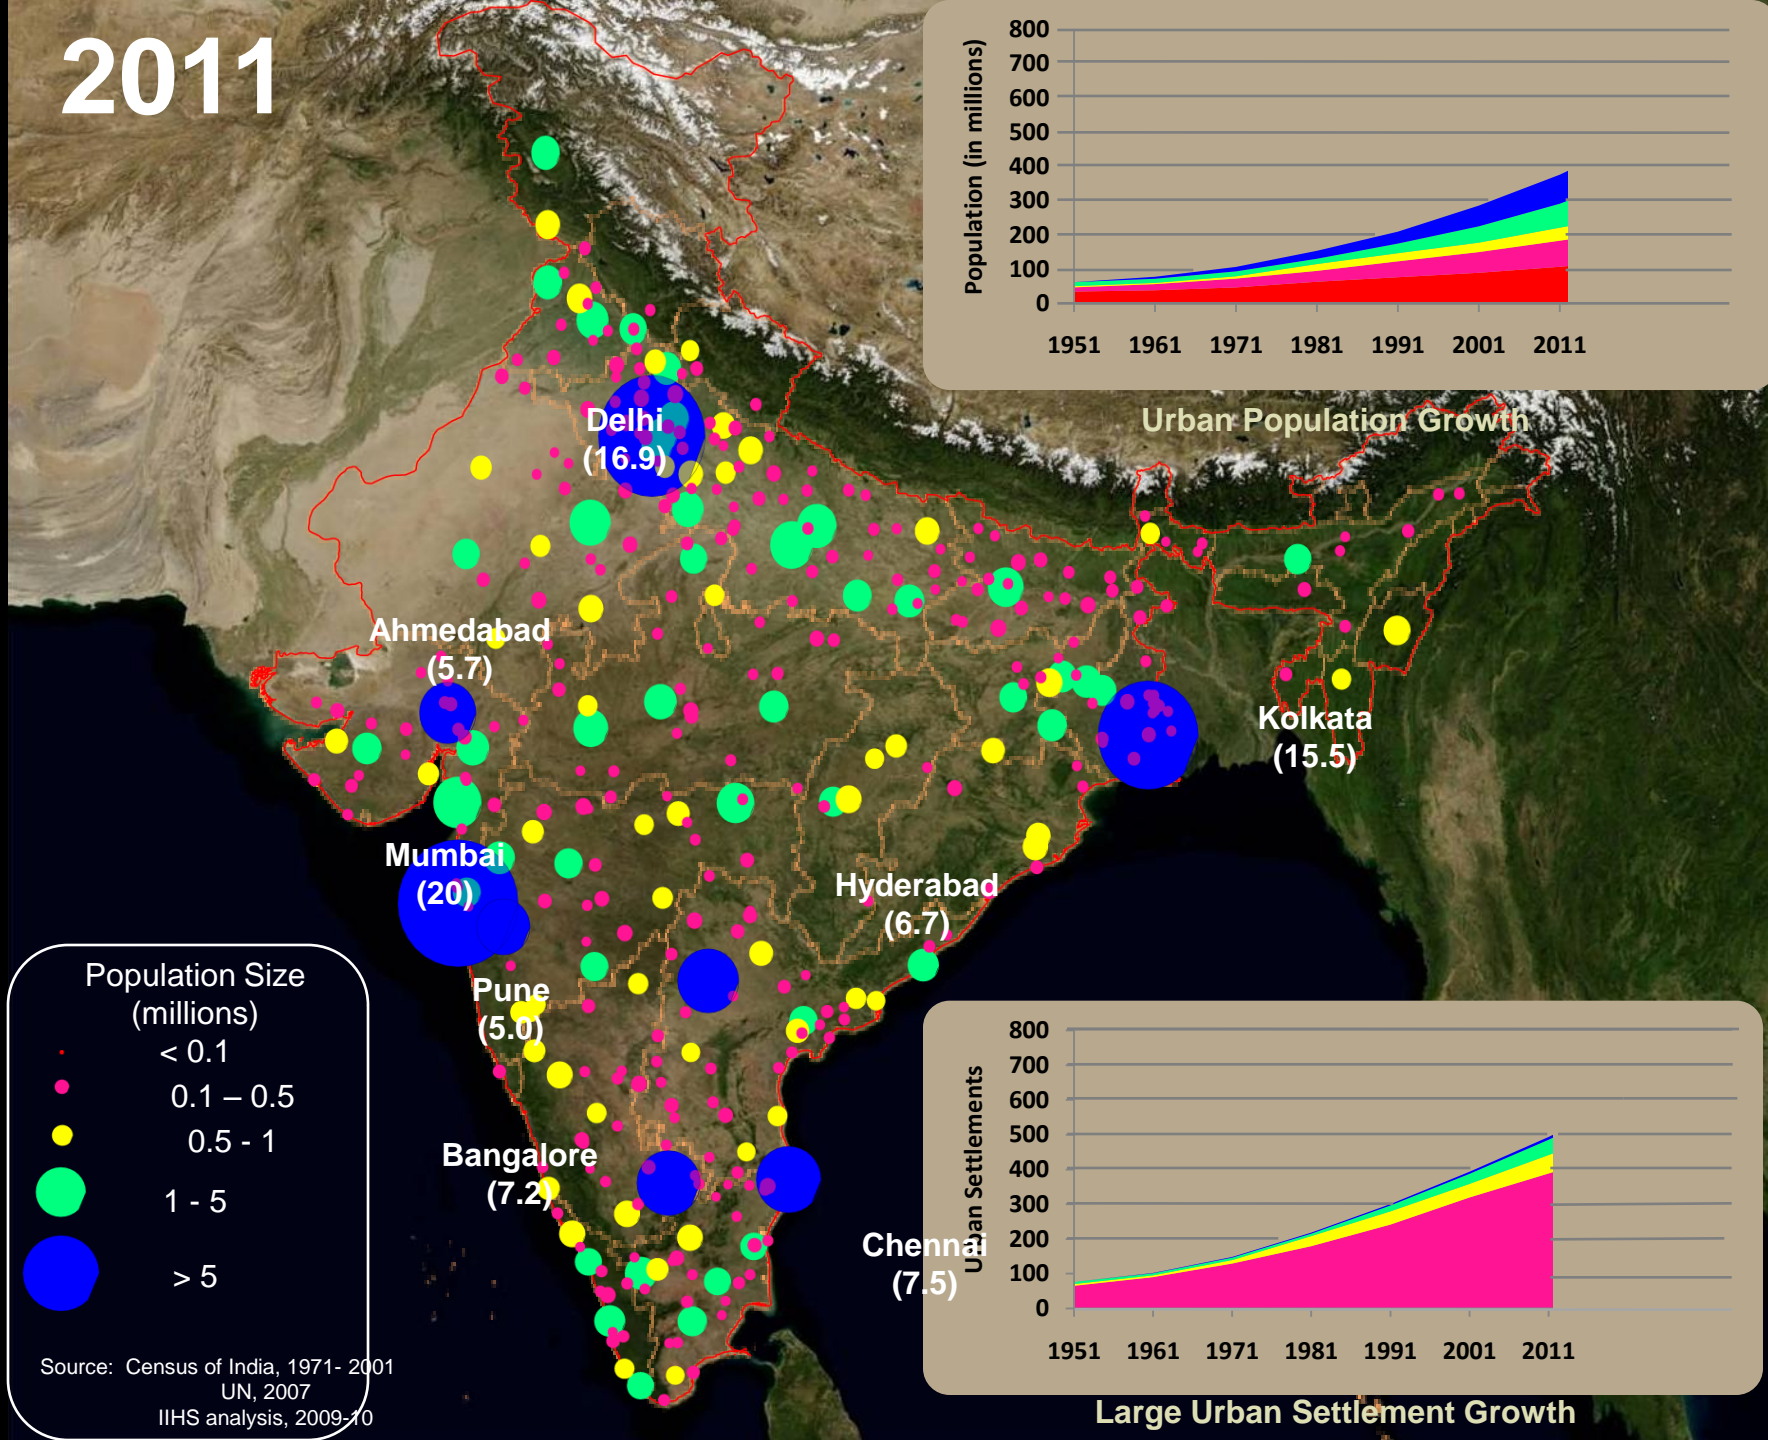 2011
800
700
600
500
400
300
200
100
0
Population (in millions)
1951 1961 1971 1981 1991 2001 2011
Urban Population Growth
Delhi
(16.9)
Ahmedabad
(5.7)
Kolkata
(15.5)
Mumbai
(20)
Hyderabad
(6.7)
Pune
(5.0)
Bangalore
(7.2)
Chennai
(7.5)
Population Size
(millions)
< 0.1
0.1 – 0.5
0.5 - 1
1 - 5
> 5
Source: Census of India, 1971- 2001
UN, 2007
IIHS analysis, 2009-10
800
700
600
500
400
300
200
100
0
Urban Settlements
1951 1961 1971 1981 1991 2001 2011
Large Urban Settlement Growth